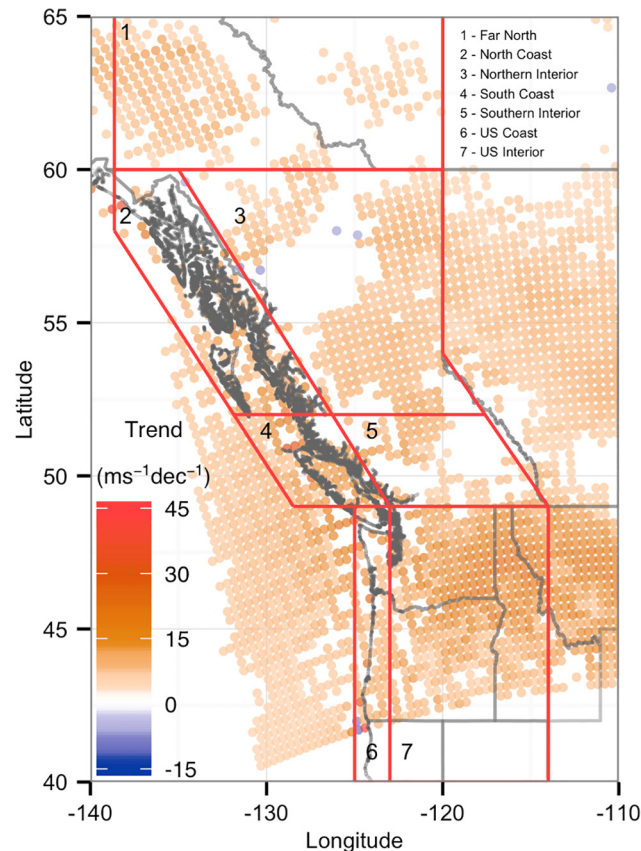 65
1
1 - Far North
2 - North Coast
3 - Northern Interior
4 - South Coast
5 - Southern Interior
6 - US Coast
7 - US Interior
60
2
3
55
Trend
4
5
(ms⁻¹dec⁻¹)
50
45
30
45
15
0
-15
6
7
40
-140
-130
-120
-110
Longitude
Latitude